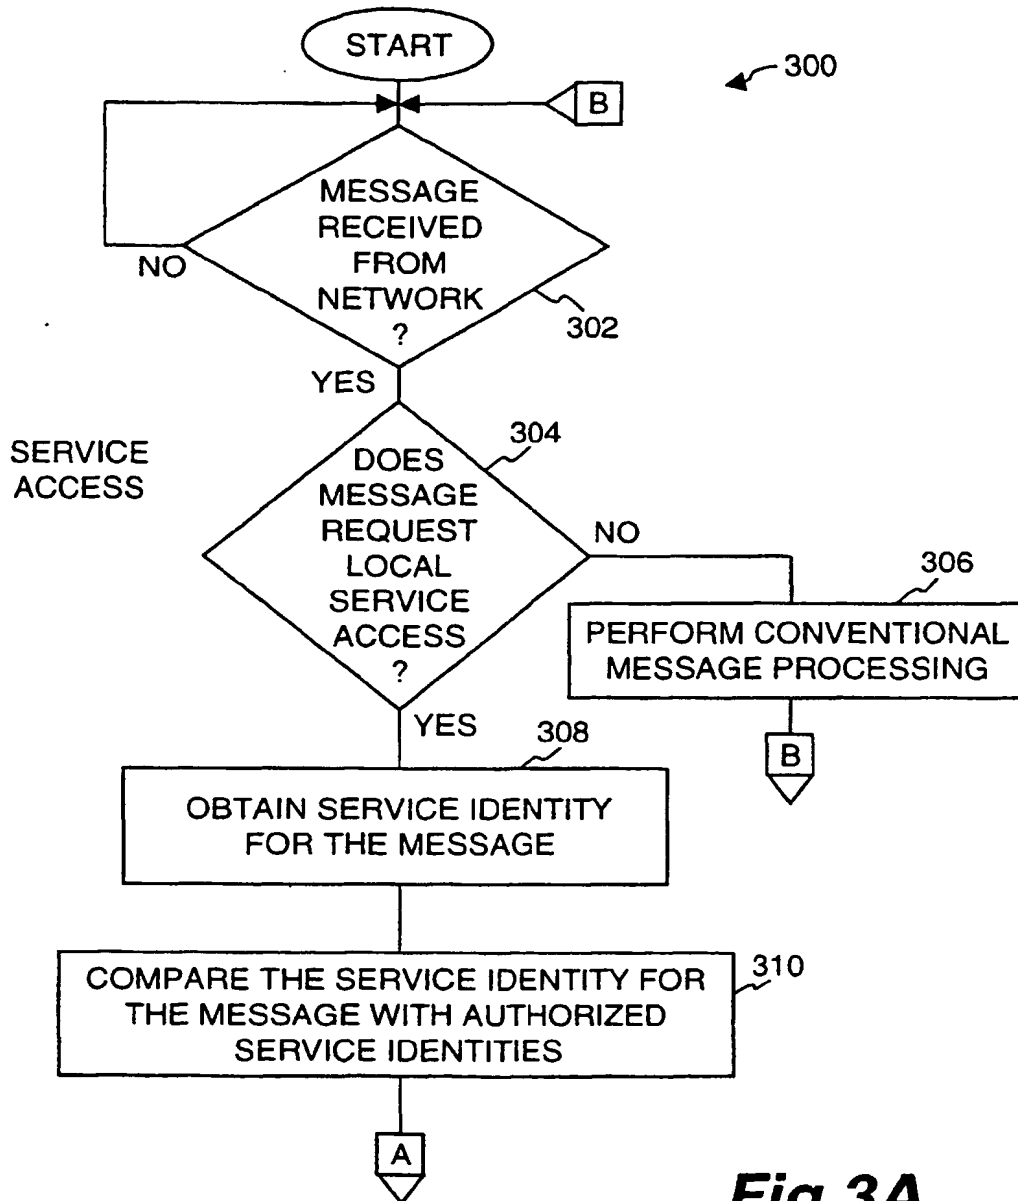 START
300
B
MESSAGE
RECEIVED
FROM
NETWORK
?
NO
302
YES
SERVICE
ACCESS
304
DOES
MESSAGE
REQUEST
LOCAL
SERVICE
ACCESS
?
NO
306
PERFORM CONVENTIONAL
MESSAGE PROCESSING
YES
B
308
OBTAIN SERVICE IDENTITY
FOR THE MESSAGE
310
COMPARE THE SERVICE IDENTITY FOR
THE MESSAGE WITH AUTHORIZED
SERVICE IDENTITIES
A
Fig.3A